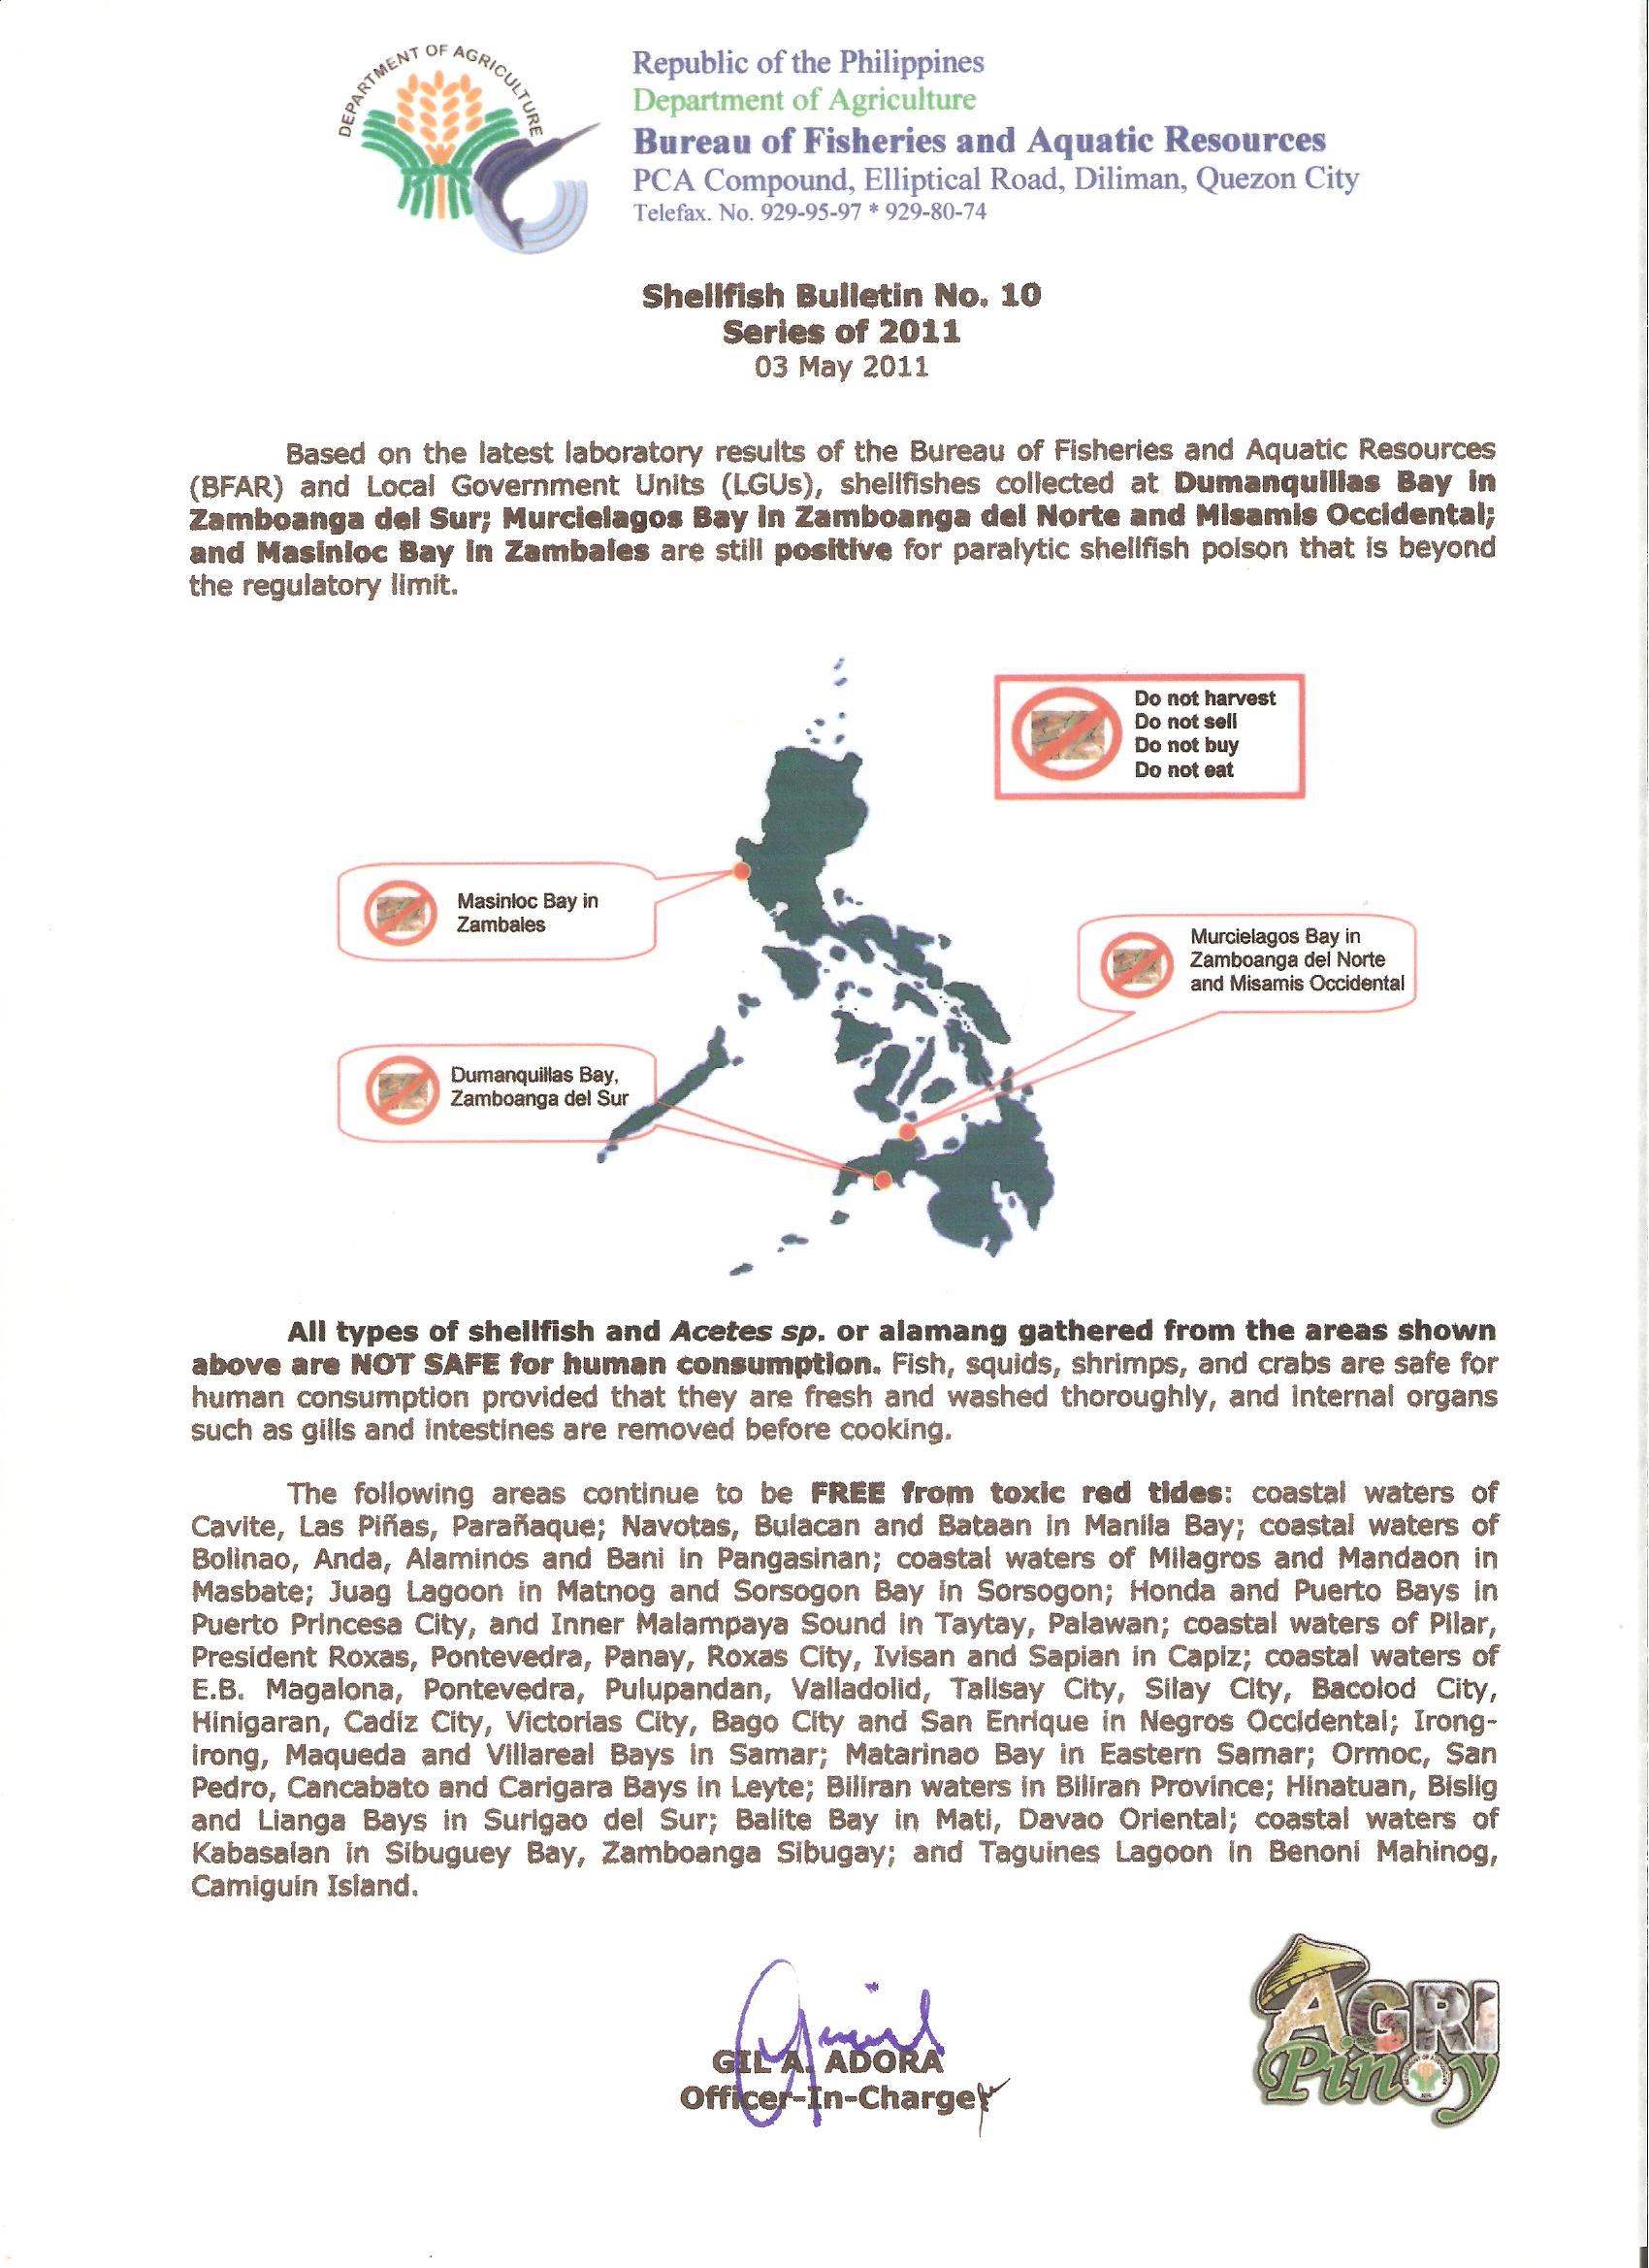 DEPARTMENT OF AGRICULTURE
Republic of the Philippines
Department of Agriculture
Bureau of Fisheries and Aquatic Resources
PCA Compound, Elliptical Road, Diliman, Quezon City
Telefax. No. 929-95-97 * 929-80-74
Shellfish Bulletin No. 10
Series of 2011
03 May 2011
Based on the latest laboratory results of the Bureau of Fisheries and Aquatic Resources
(BFAR) and Local Government Units (LGUs), shellfishes collected at Dumanquillas Bay in
Zamboanga del Sur; Murcielagos Bay in Zamboanga del Norte and Misamis Occidental;
and Masinloc Bay in Zambales are still positive for paralytic shellfish poison that is beyond
the regulatory limit.
Do not harvest
Do not sell
Do not buy
Do not eat
Masinloc Bay in
Zambales
Murcielagos Bay in
Zamboanga del Norte
and Misamis Occidental
Dumanquillas Bay,
Zamboanga del Sur
All types of shellfish and Acetes sp. or alamang gathered from the areas shown
above are NOT SAFE for human consumption. Fish, squids, shrimps, and crabs are safe for
human consumption provided that they are fresh and washed thoroughly, and internal organs
such as gills and intestines are removed before cooking.
The following areas continue to be FREE from toxic red tides: coastal waters of
Cavite, Las Piñas, Parañaque; Navotas, Bulacan and Bataan in Manila Bay; coastal waters of
Bolinao, Anda, Alaminos and Bani in Pangasinan; coastal waters of Milagros and Mandaon in
Masbate; Juag Lagoon in Matnog and Sorsogon Bay in Sorsogon; Honda and Puerto Bays in
Puerto Princesa City, and Inner Malampaya Sound in Taytay, Palawan; coastal waters of Pilar,
President Roxas, Pontevedra, Panay, Roxas City, Ivisan and Sapian in Capiz; coastal waters of
E.B. Magalona, Pontevedra, Pulupandan, Valladolid, Talisay City, Silay City, Bacolod City,
Hinigaran, Cadiz City, Victorias City, Bago City and San Enrique in Negros Occidental; Irong-
irong, Maqueda and Villareal Bays in Samar; Matarinao Bay in Eastern Samar; Ormoc, San
Pedro, Cancabato and Carigara Bays in Leyte; Biliran waters in Biliran Province; Hinatuan, Bislig
and Lianga Bays in Surigao del Sur; Balite Bay in Mati, Davao Oriental; coastal waters of
Kabasalan in Sibuguey Bay, Zamboanga Sibugay; and Taguines Lagoon in Benoni Mahinog,
Camiguin Island.
GIL A. ADORA
Officer-In-Charge
AGRI
Pinoy